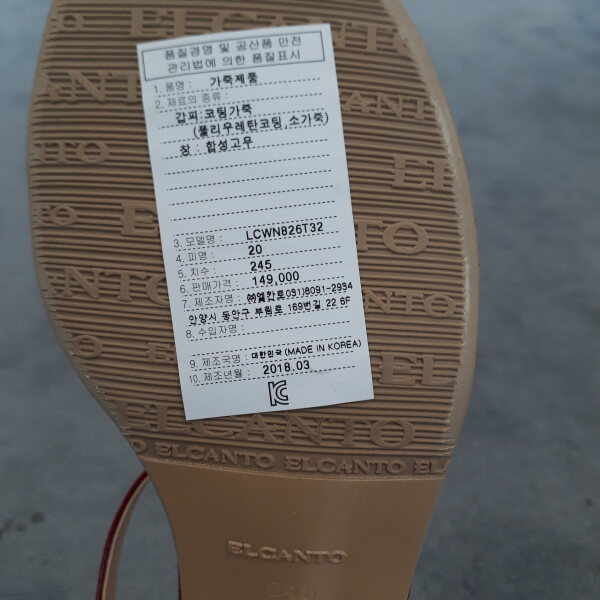 품질경영 및 공산품 안전
관리법에 의한 품질표시
1. 품명 : 가죽제품
2. 재료의 종류 :
갑피:코팅가죽
(폴리우레탄코팅,소가죽)
창 : 합성고무
3. 모델명 : LCWN826T32
4. 피명 : 20
5. 치수 : 245
6. 판매가격 : 149,000
7. 제조자명 : ㈜엘칸토031)8091-2934
안양시 동안구 부림로 169번길 22 6F
8. 수입자명 :
9. 제조국명 : 대한민국(MADE IN KOREA)
10. 제조년월 : 2018.03
ELCANTO ELCANTO ELCANTO
ELCANTO